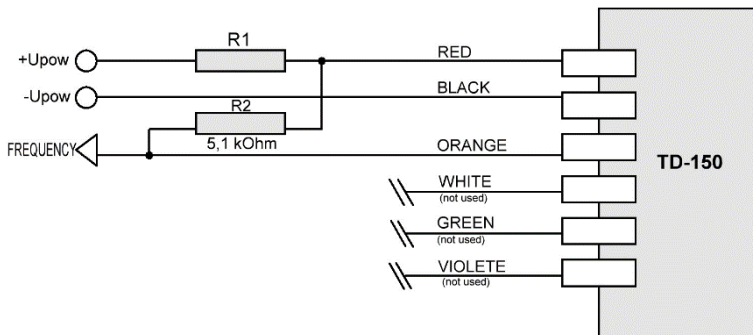 R1
RED
+Upow
BLACK
-Upow
R2
5,1 kOhm
FREQUENCY
ORANGE
TD-150
WHITE
(not used)
GREEN
(not used)
VIOLETE
(not used)